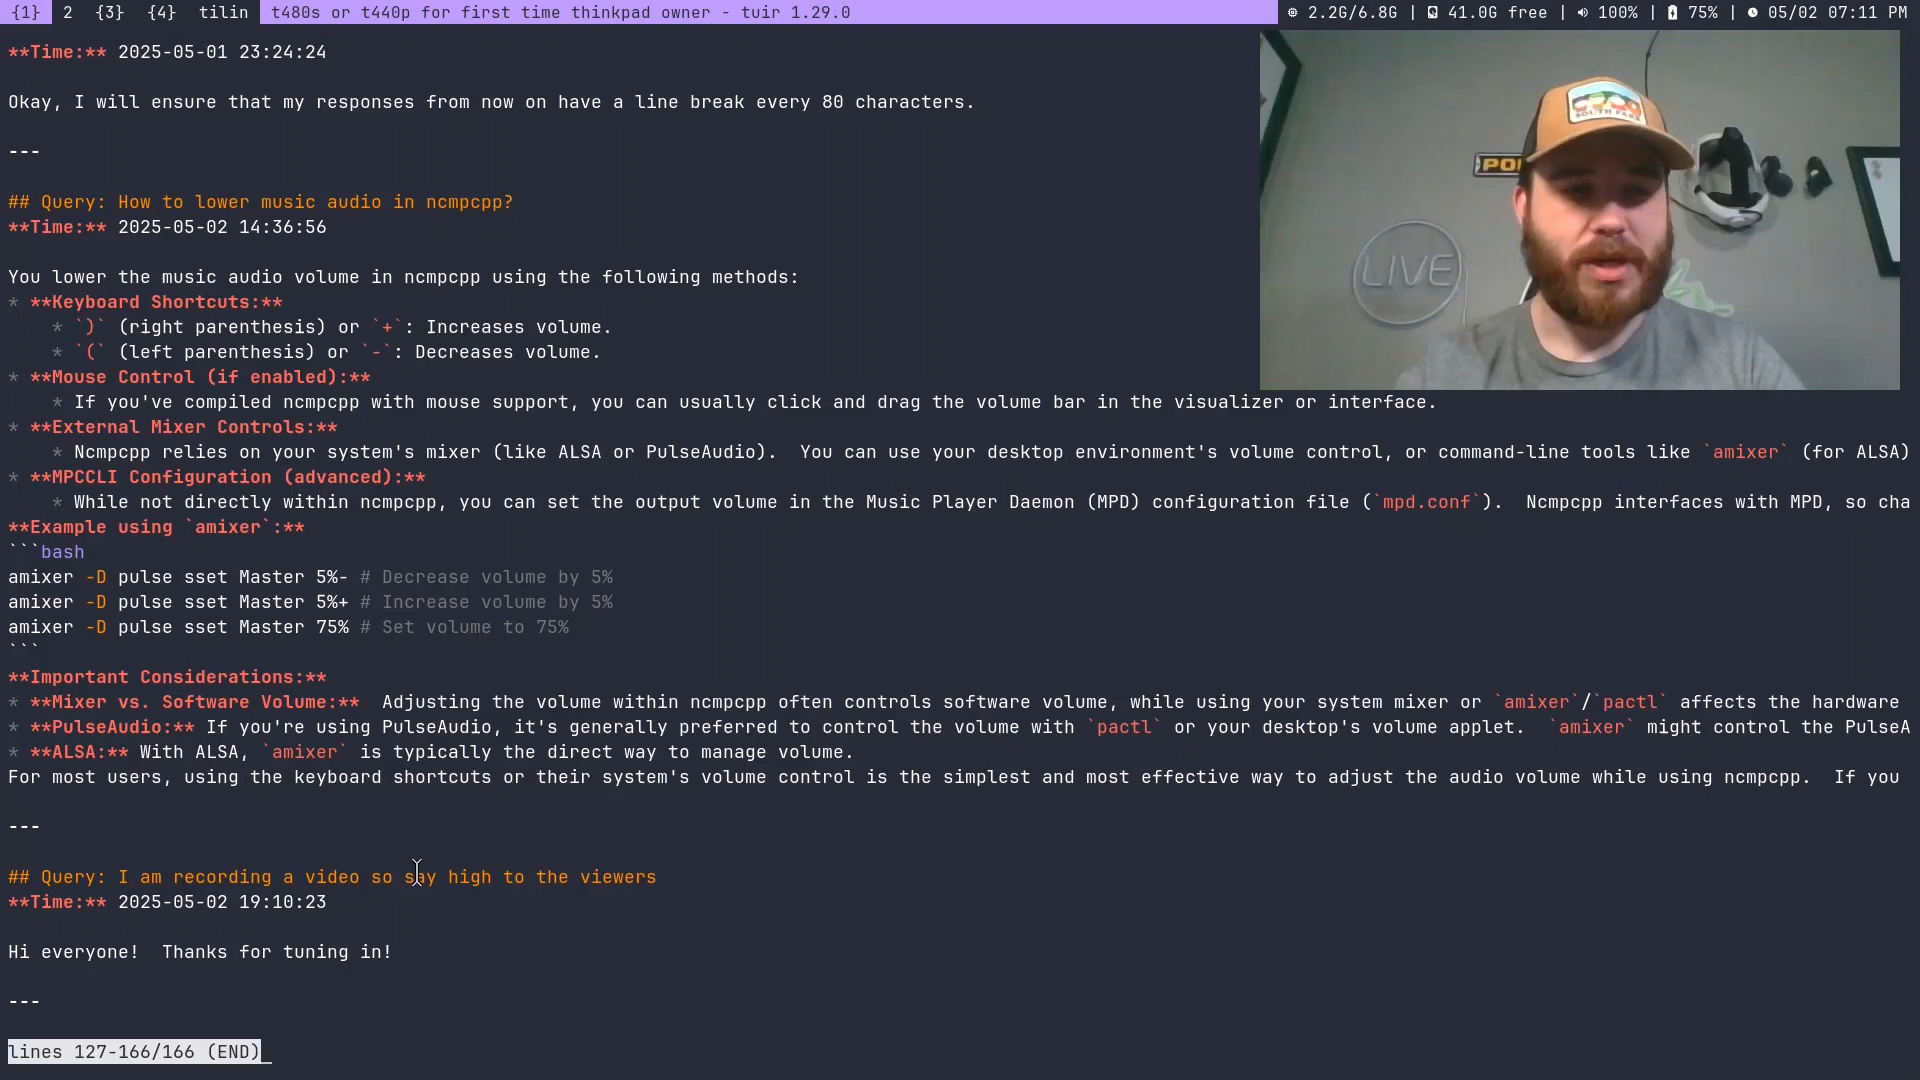 {1} 2 {3} {4} tilin t480s or t440p for first time thinkpad owner - tuir 1.29.0 2.2G/6.8G | 41.0G free | 100% | 75% | 05/02 07:11 PM
**Time:** 2025-05-01 23:24:24
Okay, I will ensure that my responses from now on have a line break every 80 characters.
---
SOUTH PARK
LIVE
## Query: How to lower music audio in ncmpcpp?
**Time:** 2025-05-02 14:36:56
You lower the music audio volume in ncmpcpp using the following methods:
* **Keyboard Shortcuts:**
* `)` (right parenthesis) or `+`: Increases volume.
* `(` (left parenthesis) or `-`: Decreases volume.
* **Mouse Control (if enabled):**
* If you've compiled ncmpcpp with mouse support, you can usually click and drag the volume bar in the visualizer or interface.
* **External Mixer Controls:**
* Ncmpcpp relies on your system's mixer (like ALSA or PulseAudio).  You can use your desktop environment's volume control, or command-line tools like `amixer` (for ALSA)
* **MPCCLI Configuration (advanced):**
* While not directly within ncmpcpp, you can set the output volume in the Music Player Daemon (MPD) configuration file (`mpd.conf`).  Ncmpcpp interfaces with MPD, so cha
**Example using `amixer`:**
```bash
amixer -D pulse sset Master 5%- # Decrease volume by 5%
amixer -D pulse sset Master 5%+ # Increase volume by 5%
amixer -D pulse sset Master 75% # Set volume to 75%
```
**Important Considerations:**
* **Mixer vs. Software Volume:**  Adjusting the volume within ncmpcpp often controls software volume, while using your system mixer or `amixer`/`pactl` affects the hardware
* **PulseAudio:** If you're using PulseAudio, it's generally preferred to control the volume with `pactl` or your desktop's volume applet.  `amixer` might control the PulseA
* **ALSA:** With ALSA, `amixer` is typically the direct way to manage volume.
For most users, using the keyboard shortcuts or their system's volume control is the simplest and most effective way to adjust the audio volume while using ncmpcpp.  If you
---
## Query: I am recording a video so say high to the viewers
**Time:** 2025-05-02 19:10:23
Hi everyone!  Thanks for tuning in!
---
lines 127-166/166 (END)